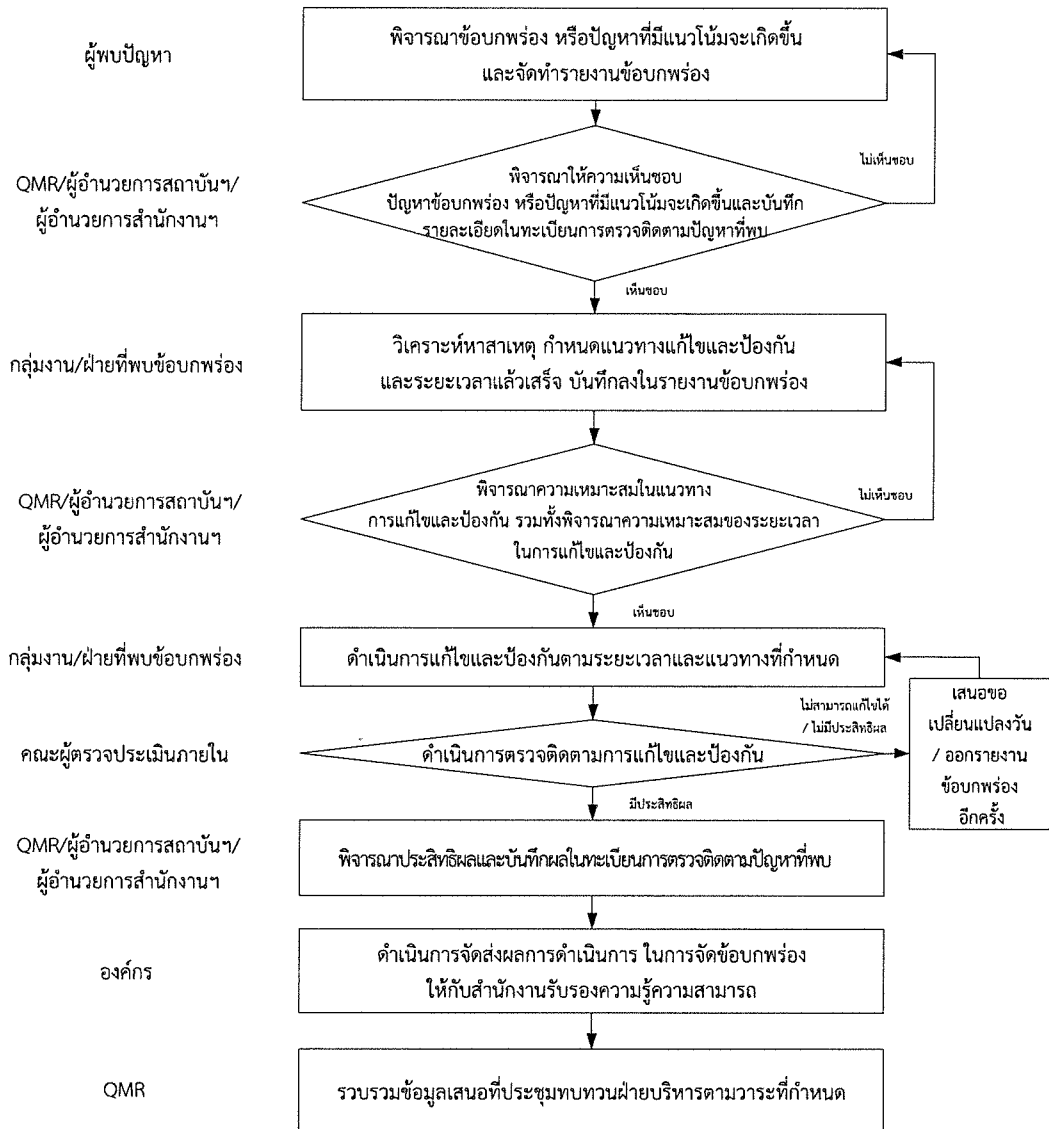 ผู้พบปัญหา
พิจารณาข้อบกพร่อง หรือปัญหาที่มีแนวโน้มจะเกิดขึ้น
และจัดทำรายงานข้อบกพร่อง
ไม่เห็นชอบ
QMR/ผู้อำนวยการสถาบันฯ/
ผู้อำนวยการสำนักงานฯ
พิจารณาให้ความเห็นชอบ
ปัญหาข้อบกพร่อง หรือปัญหาที่มีแนวโน้มจะเกิดขึ้นและบันทึก
รายละเอียดในทะเบียนการตรวจติดตามปัญหาที่พบ
เห็นชอบ
กลุ่มงาน/ฝ่ายที่พบข้อบกพร่อง
วิเคราะห์หาสาเหตุ กำหนดแนวทางแก้ไขและป้องกัน
และระยะเวลาแล้วเสร็จ บันทึกลงในรายงานข้อบกพร่อง
QMR/ผู้อำนวยการสถาบันฯ/
ผู้อำนวยการสำนักงานฯ
พิจารณาความเหมาะสมในแนวทาง
การแก้ไขและป้องกัน รวมทั้งพิจารณาความเหมาะสมของระยะเวลา
ในการแก้ไขและป้องกัน
ไม่เห็นชอบ
เห็นชอบ
กลุ่มงาน/ฝ่ายที่พบข้อบกพร่อง
ดำเนินการแก้ไขและป้องกันตามระยะเวลาและแนวทางที่กำหนด
ไม่สามารถแก้ไขได้
/ ไม่มีประสิทธิผล
เสนอขอ
เปลี่ยนแปลงวัน
/ ออกรายงาน
ข้อบกพร่อง
อีกครั้ง
คณะผู้ตรวจประเมินภายใน
ดำเนินการตรวจติดตามการแก้ไขและป้องกัน
มีประสิทธิผล
QMR/ผู้อำนวยการสถาบันฯ/
ผู้อำนวยการสำนักงานฯ
พิจารณาประสิทธิผลและบันทึกผลในทะเบียนการตรวจติดตามปัญหาที่พบ
องค์กร
ดำเนินการจัดส่งผลการดำเนินการ ในการจัดข้อบกพร่อง
ให้กับสำนักงานรับรองความรู้ความสามารถ
QMR
รวบรวมข้อมูลเสนอที่ประชุมทบทวนฝ่ายบริหารตามวาระที่กำหนด